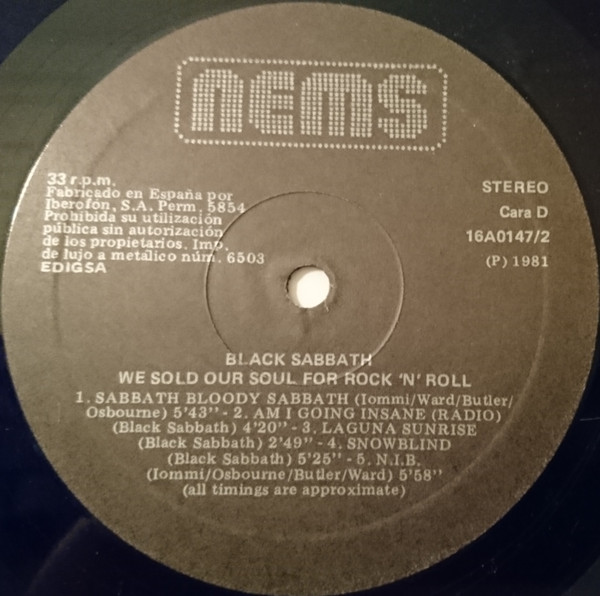 nems
33 r.p.m.
Fabricado en España por
Iberofón, S.A. Perm. 5854
Prohibida su utilización
pública sin autorización
de los propietarios. Imp.
de lujo a metálico núm. 6503
EDIGSA
STEREO
Cara D
16A0147/2
(P) 1981
BLACK SABBATH
WE SOLD OUR SOUL FOR ROCK 'N' ROLL
1. SABBATH BLOODY SABBATH (Iommi/Ward/Butler/
Osbourne) 5'43'' - 2. AM I GOING INSANE (RADIO)
(Black Sabbath) 4'20'' - 3. LAGUNA SUNRISE
(Black Sabbath) 2'49'' - 4. SNOWBLIND
(Black Sabbath) 5'25'' - 5. N.I.B.
(Iommi/Osbourne/Butler/Ward) 5'58''
(all timings are approximate)